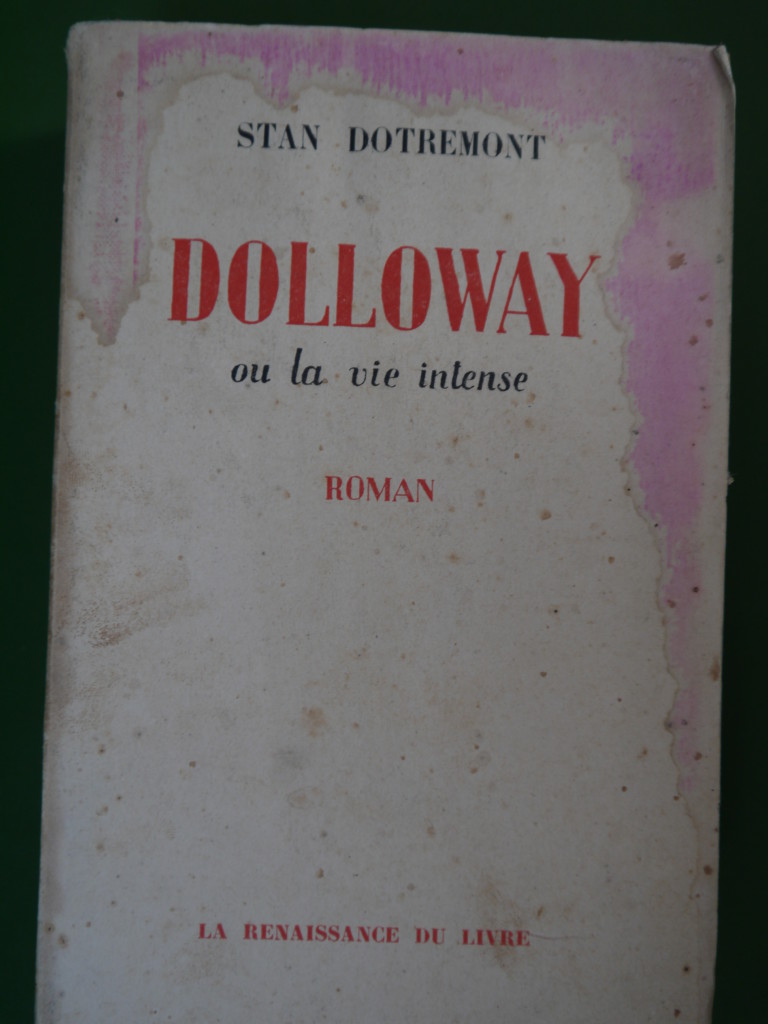 STAN DOTREMONT
DOLLOWAY
ou la vie intense
ROMAN
LA RENAISSANCE DU LIVRE